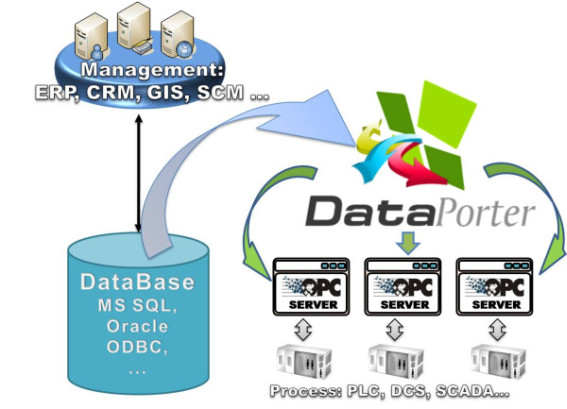 Management:
ERP, CRM, GIS, SCM ...
DataPorter
DataBase
MS SQL,
Oracle
ODBC,
...
OPC
SERVER
OPC
SERVER
OPC
SERVER
Process: PLC, DCS, SCADA...